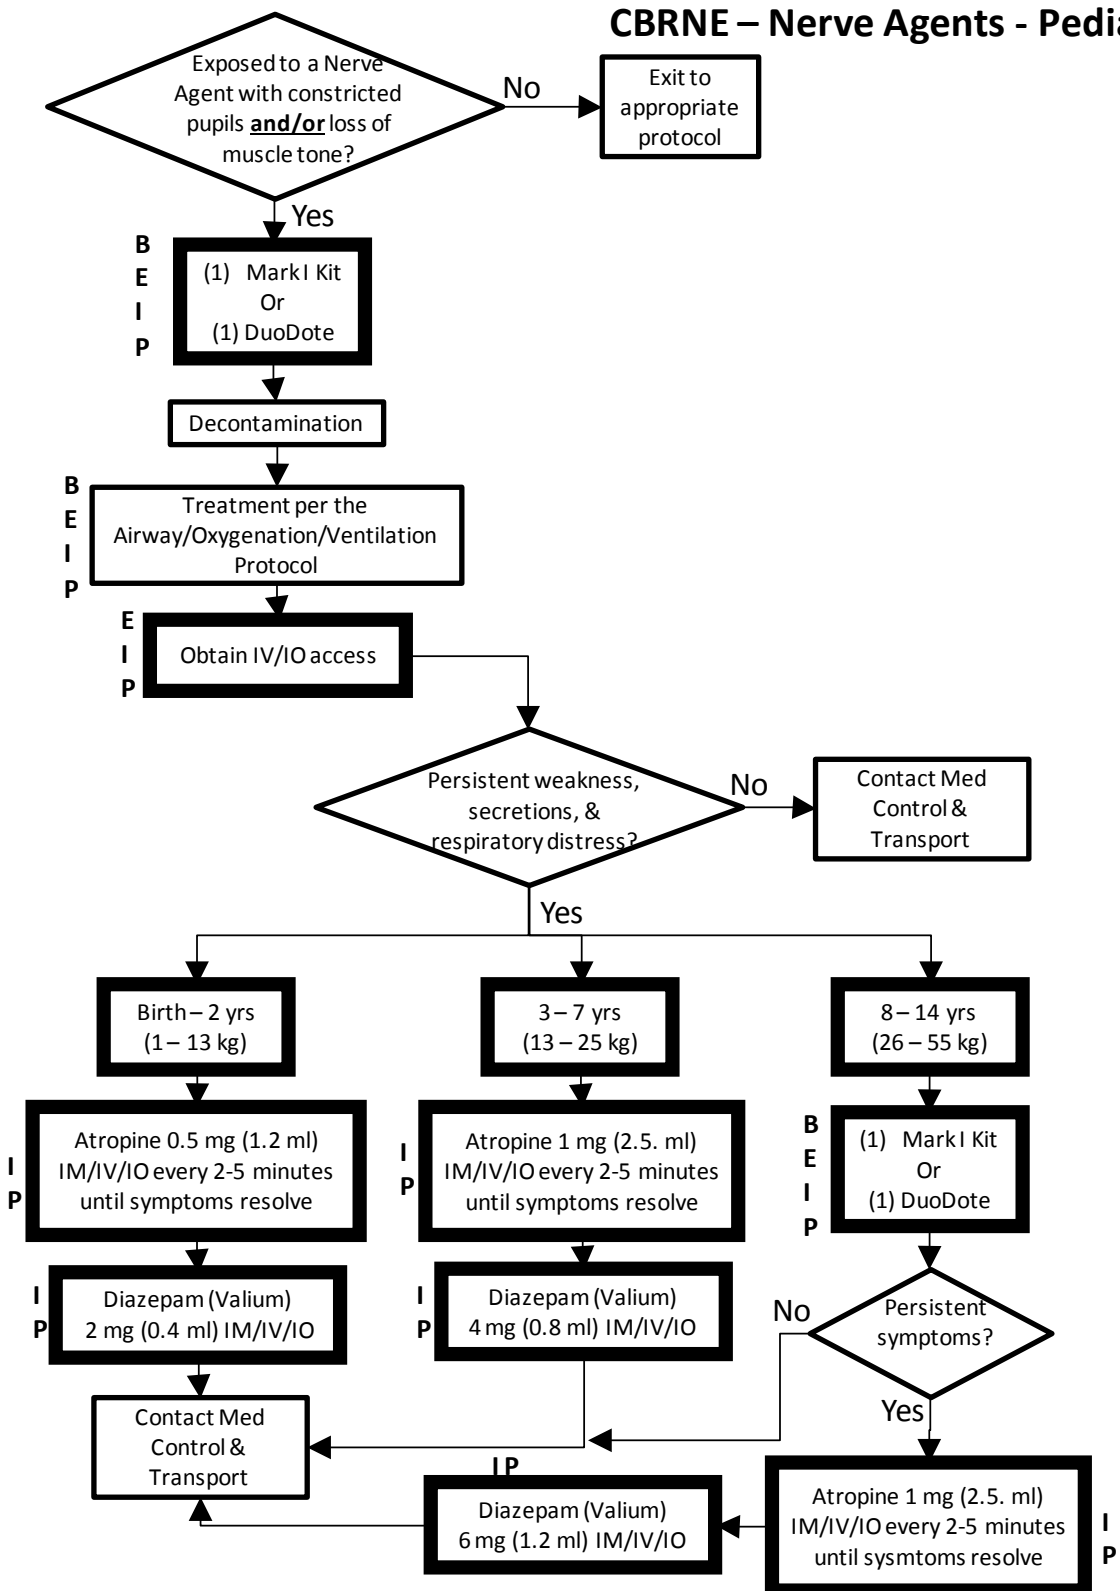 CBRNE – Nerve Agents - Pedia
Exposed to a Nerve
Agent with constricted
pupils and/or loss of
muscle tone?
No
Exit to
appropriate
protocol
Yes
B
E
I
P
(1) Mark I Kit
Or
(1) DuoDote
Decontamination
B
E
I
P
Treatment per the
Airway/Oxygenation/Ventilation
Protocol
E
I
P
Obtain IV/IO access
Persistent weakness,
secretions, &
respiratory distress?
No
Contact Med
Control &
Transport
Yes
Birth – 2 yrs
(1 – 13 kg)
3 – 7 yrs
(13 – 25 kg)
8 – 14 yrs
(26 – 55 kg)
I
P
Atropine 0.5 mg (1.2 ml)
IM/IV/IO every 2-5 minutes
until symptoms resolve
I
P
Atropine 1 mg (2.5. ml)
IM/IV/IO every 2-5 minutes
until symptoms resolve
B
E
I
P
(1) Mark I Kit
Or
(1) DuoDote
I
P
Diazepam (Valium)
2 mg (0.4 ml) IM/IV/IO
I
P
Diazepam (Valium)
4 mg (0.8 ml) IM/IV/IO
No
Persistent
symptoms?
Yes
Contact Med
Control &
Transport
I P
Diazepam (Valium)
6 mg (1.2 ml) IM/IV/IO
Atropine 1 mg (2.5. ml)
IM/IV/IO every 2-5 minutes
until sysmtoms resolve
I
P